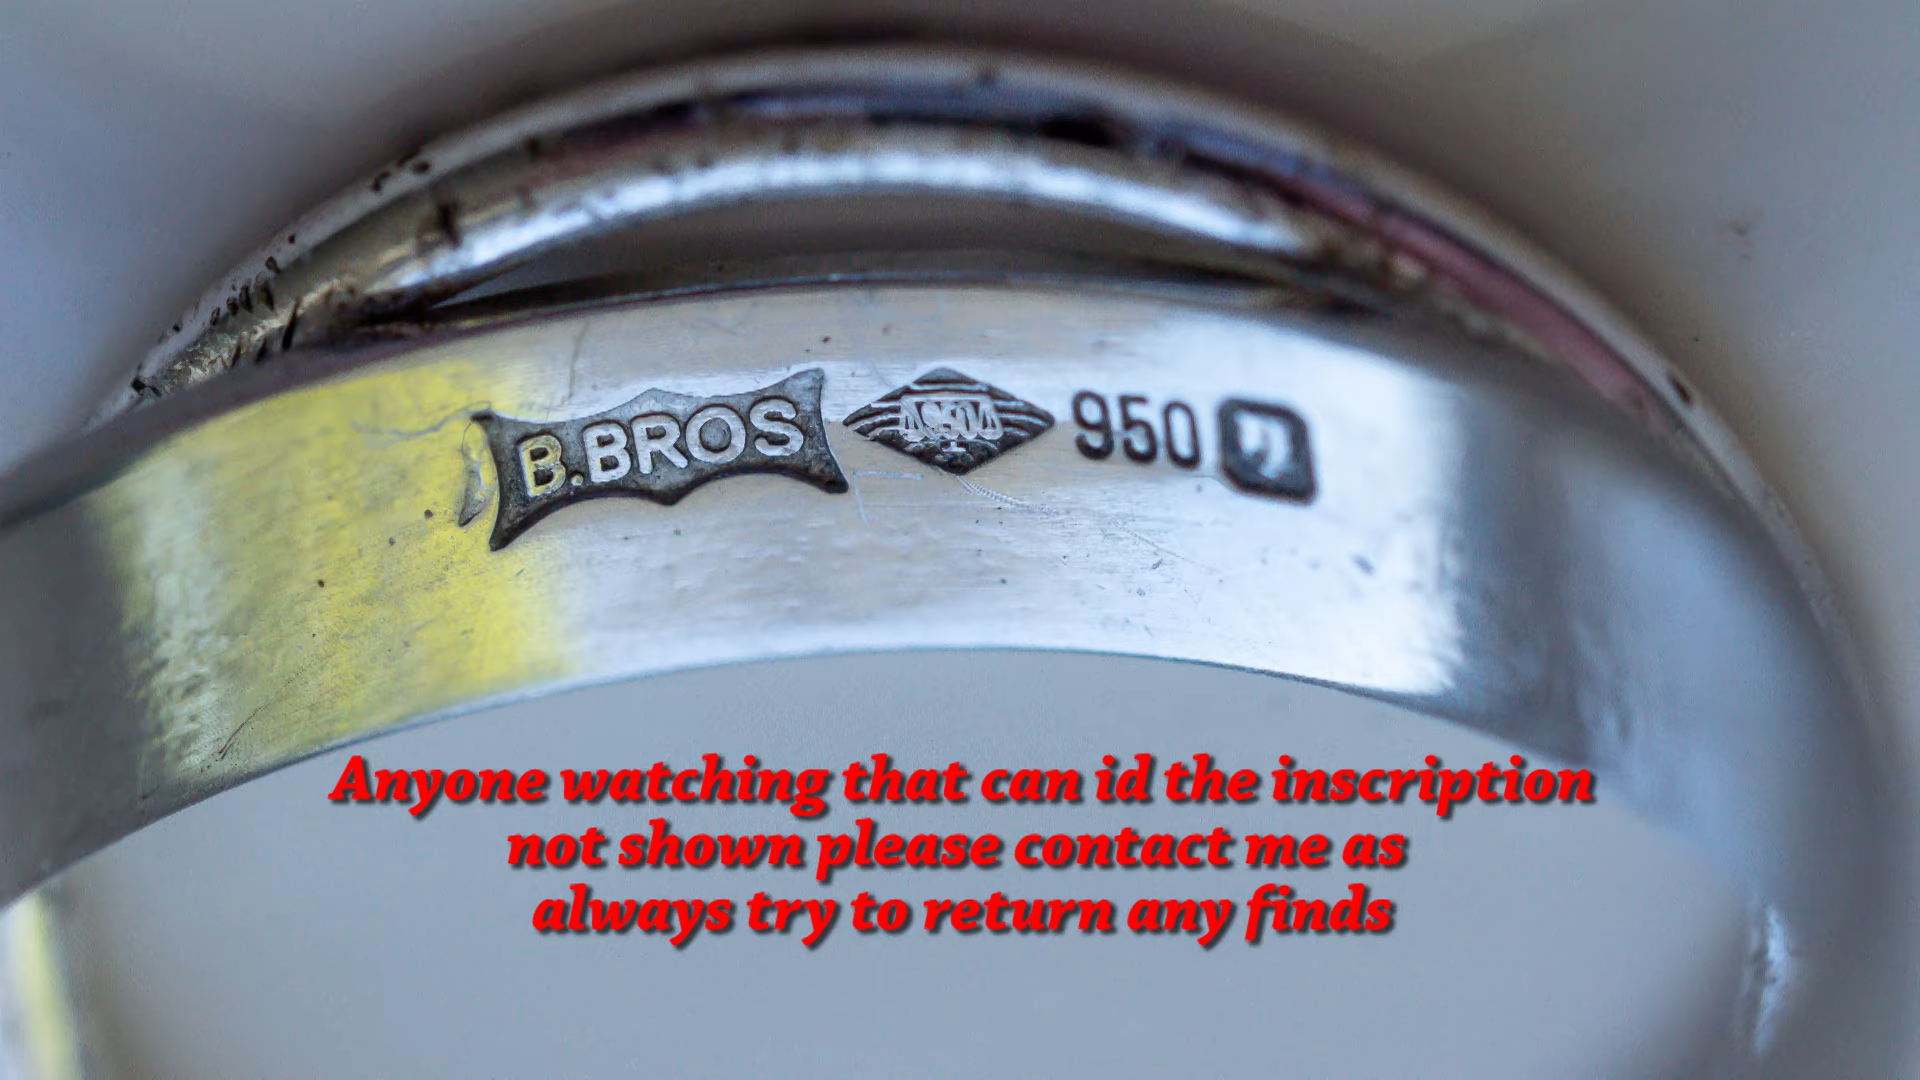 B.BROS 950 950
Anyone watching that can id the inscription
not shown please contact me as
always try to return any finds